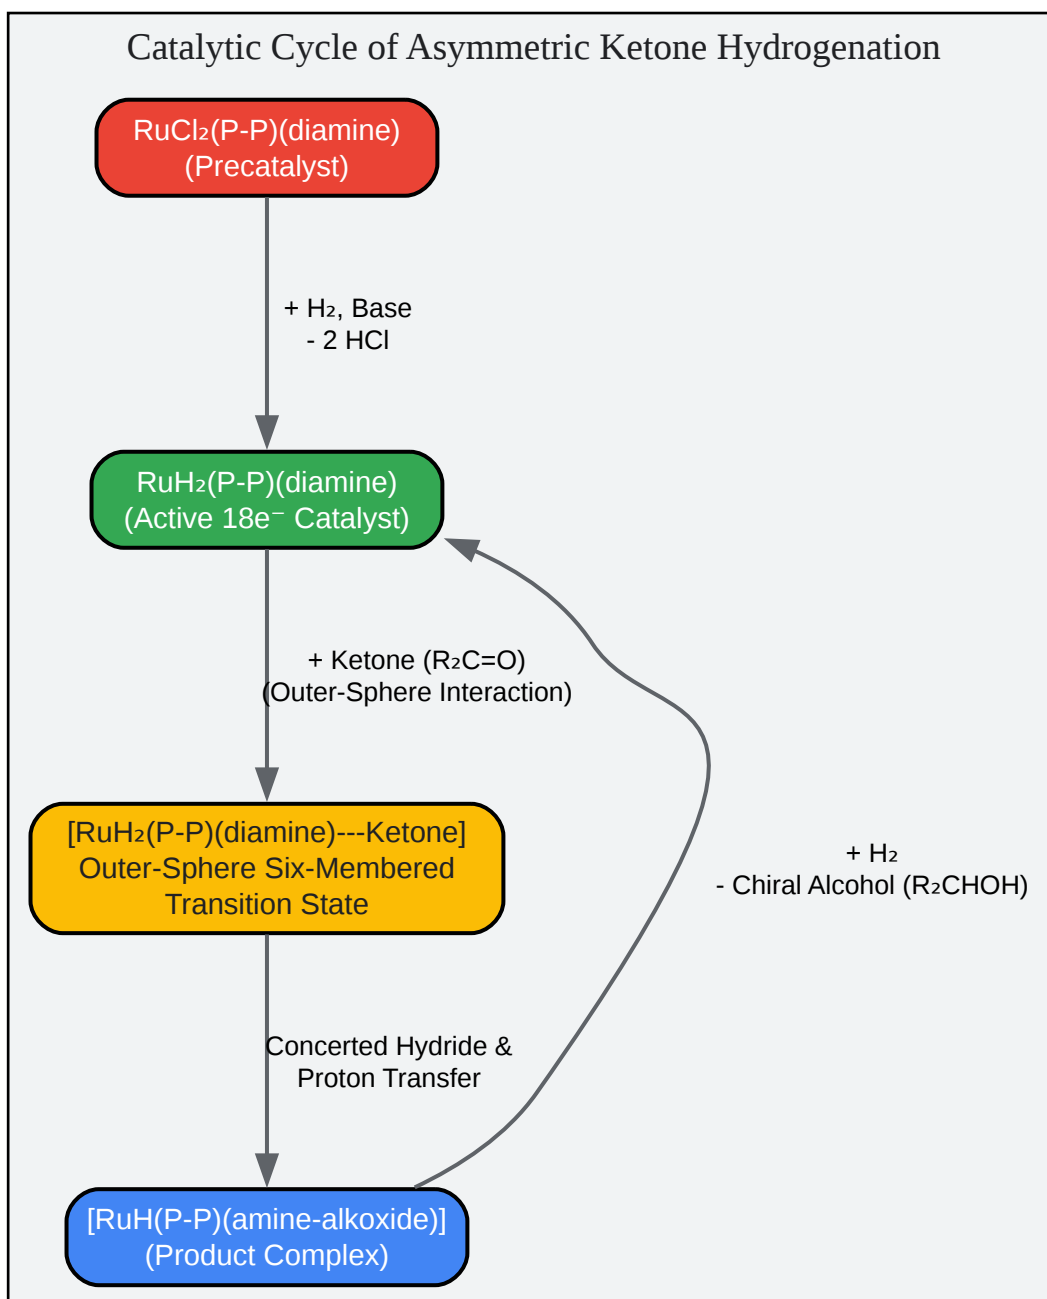 Catalytic Cycle of Asymmetric Ketone Hydrogenation
RuCl₂(P-P)(diamine)
(Precatalyst)
+ H₂, Base
- 2 HCl
RuH₂(P-P)(diamine)
(Active 18e⁻ Catalyst)
+ Ketone (R₂C=O)
(Outer-Sphere Interaction)
[RuH₂(P-P)(diamine)---Ketone]
Outer-Sphere Six-Membered
Transition State
+ H₂
- Chiral Alcohol (R₂CHOH)
Concerted Hydride &
Proton Transfer
[RuH(P-P)(amine-alkoxide)]
(Product Complex)